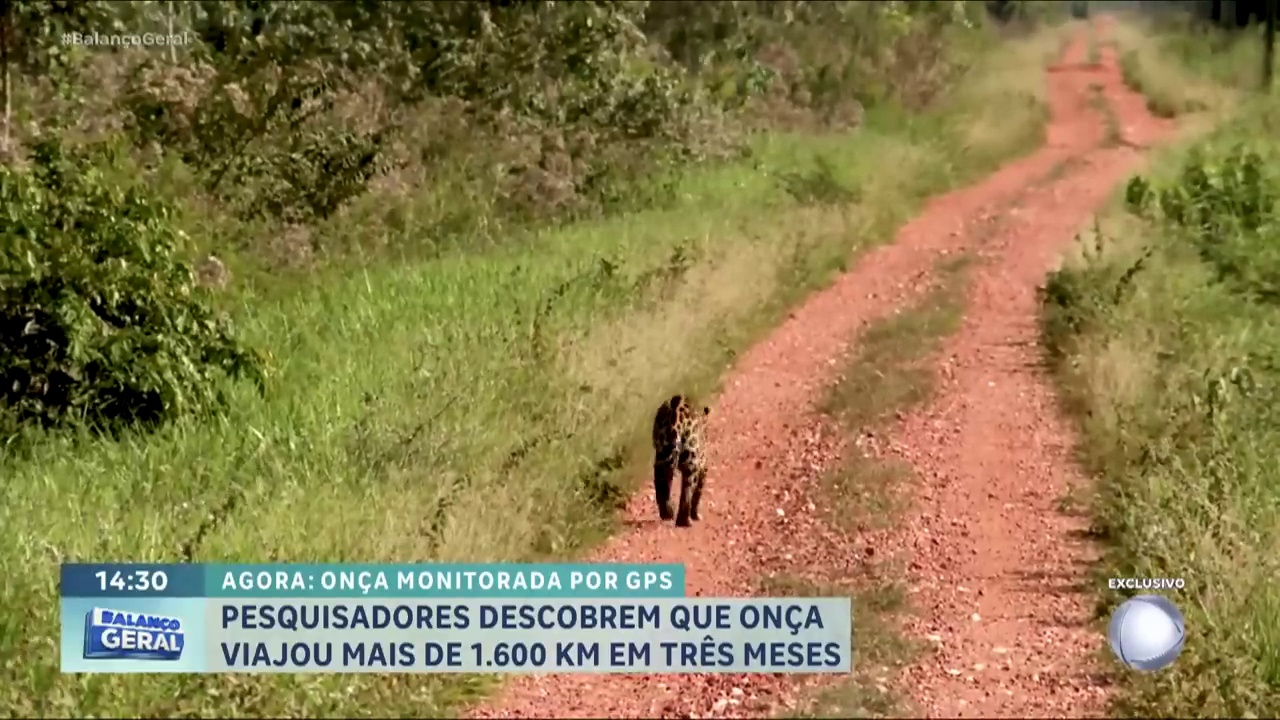 #BalançoGeral
14:30
AGORA: ONÇA MONITORADA POR GPS
BALANÇO
GERAL
PESQUISADORES DESCOBREM QUE ONÇA
VIAJOU MAIS DE 1.600 KM EM TRÊS MESES
EXCLUSIVO